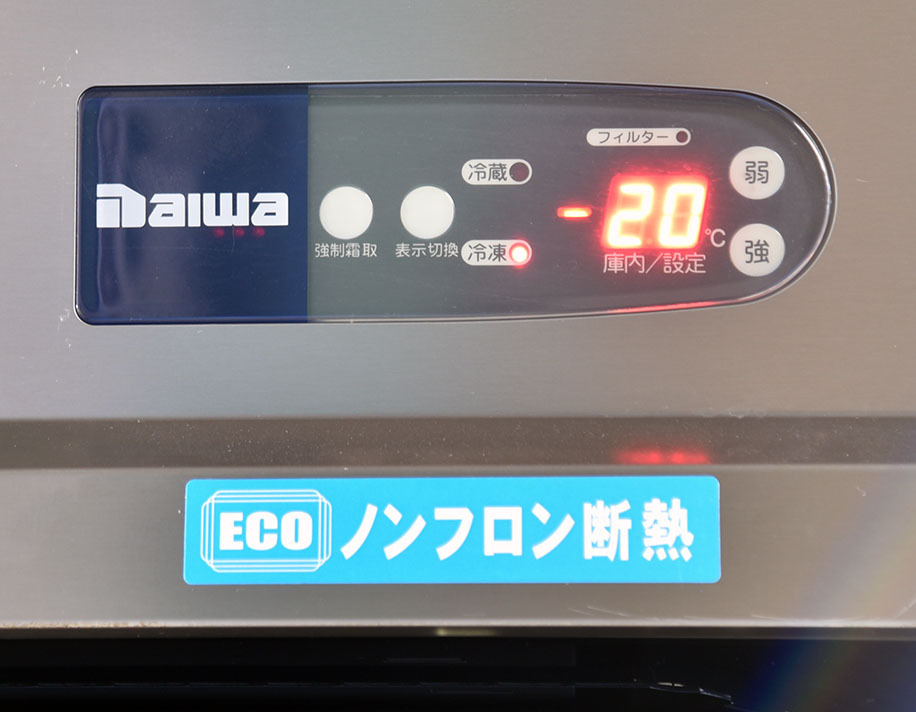 フィルター
冷蔵
弱
Daiwa
-20
℃
強制霜取
表示切換
冷凍
庫内/設定
強
ECO ノンフロン断熱